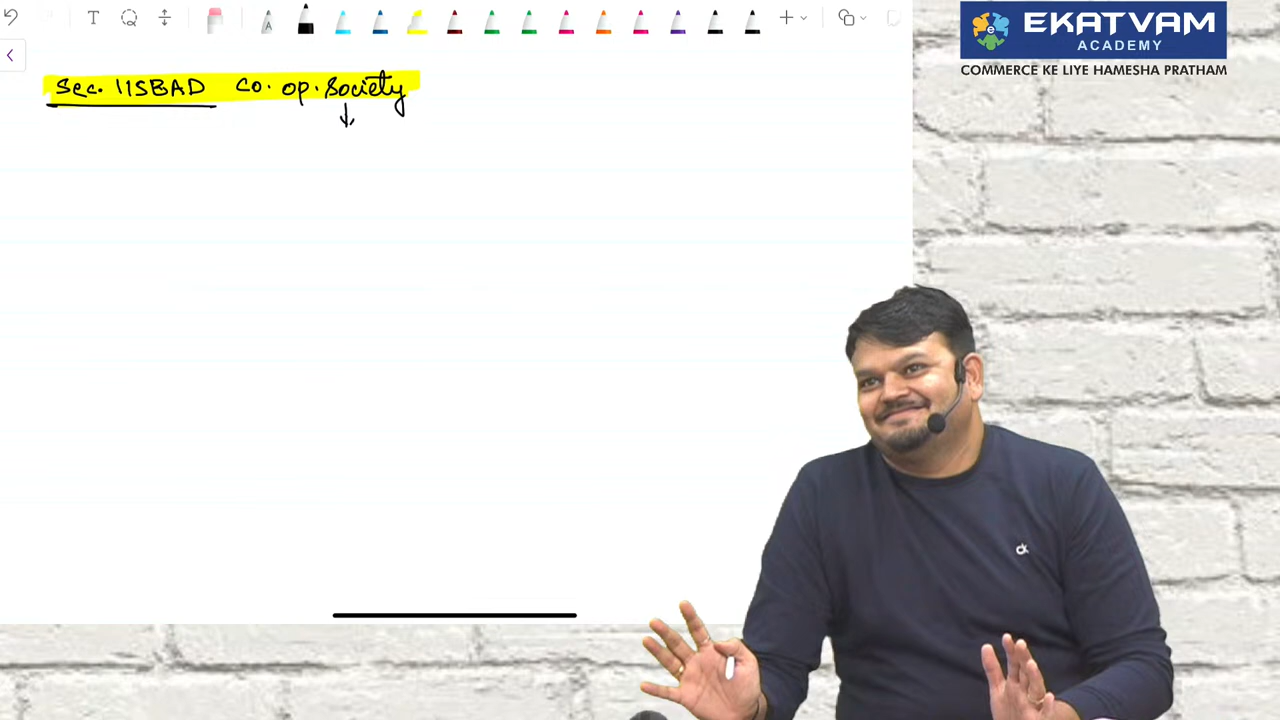 EKATVAM
ACADEMY
COMMERCE KE LIYE HAMESHA PRATHAM
Sec. 115BAD Co. op. Society